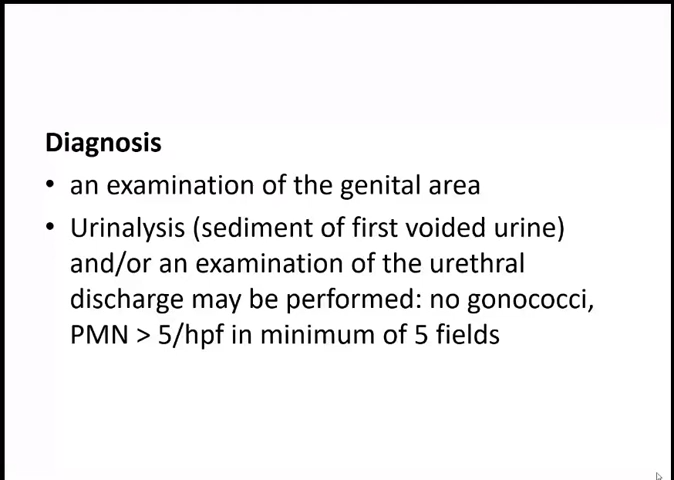 Diagnosis
• an examination of the genital area
• Urinalysis (sediment of first voided urine)
and/or an examination of the urethral
discharge may be performed: no gonococci,
PMN > 5/hpf in minimum of 5 fields